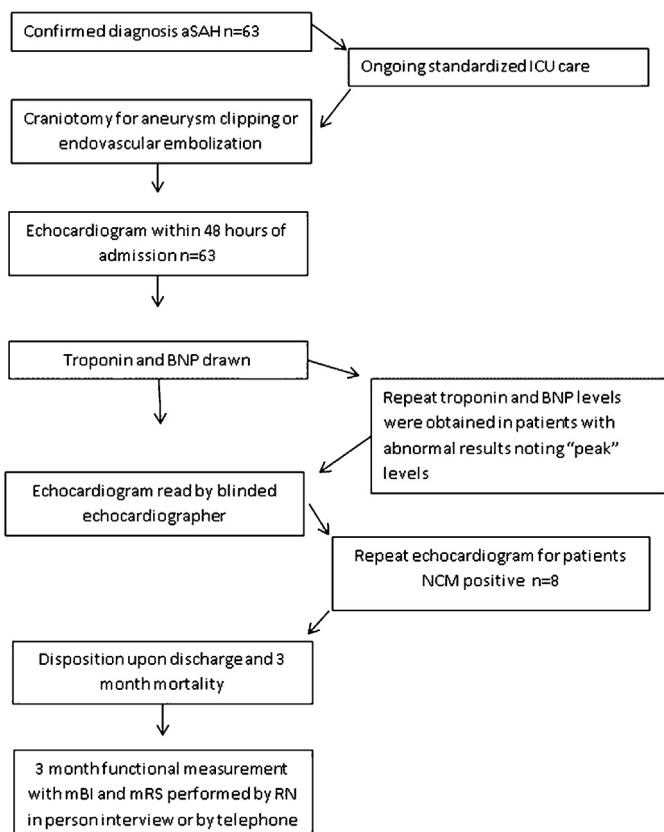 Confirmed diagnosis aSAH n=63
Ongoing standardized ICU care
Craniotomy for aneurysm clipping or
endovascular embolization
Echocardiogram within 48 hours of
admission n=63
Troponin and BNP drawn
Repeat troponin and BNP levels
were obtained in patients with
abnormal results noting “peak”
levels
Echocardiogram read by blinded
echocardiographer
Repeat echocardiogram for patients
NCM positive n=8
Disposition upon discharge and 3
month mortality
3 month functional measurement
with mBI and mRS performed by RN
in person interview or by telephone